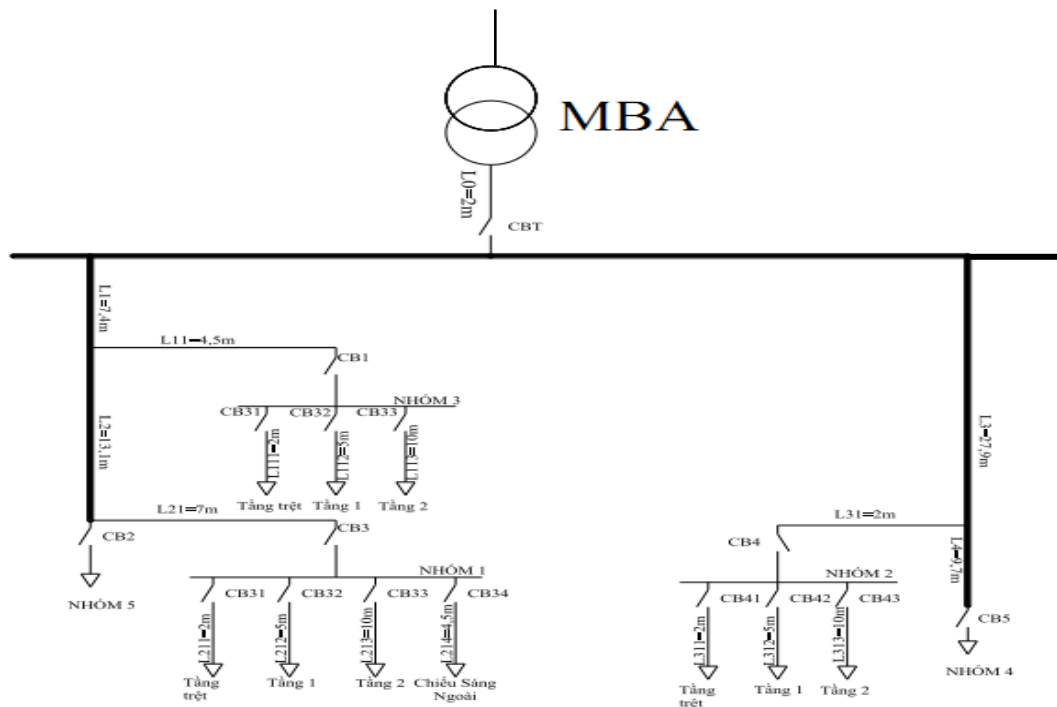 MBA
L0=2m
CBT
L1=7,4m
L11=4,5m
CB1
NHÓM 3
CB31 CB32 CB33
L111=2m L112=5m L113=10m
Tầng trệt Tầng 1 Tầng 2
L2=13,1m
L21=7m
CB2
CB3
NHÓM 5
NHÓM 1
CB31 CB32 CB33 CB34
L211=2m L212=5m L213=10m L214=4,5m
Tầng trệt
Tầng 1 Tầng 2 Chiếu Sáng Ngoài
L3=27,9m
L31=2m
CB4
L4=9,7m
NHÓM 2
CB41 CB42 CB43
CB5
L311=2m L312=5m L313=10m
NHÓM 4
Tầng trệt
Tầng 1 Tầng 2